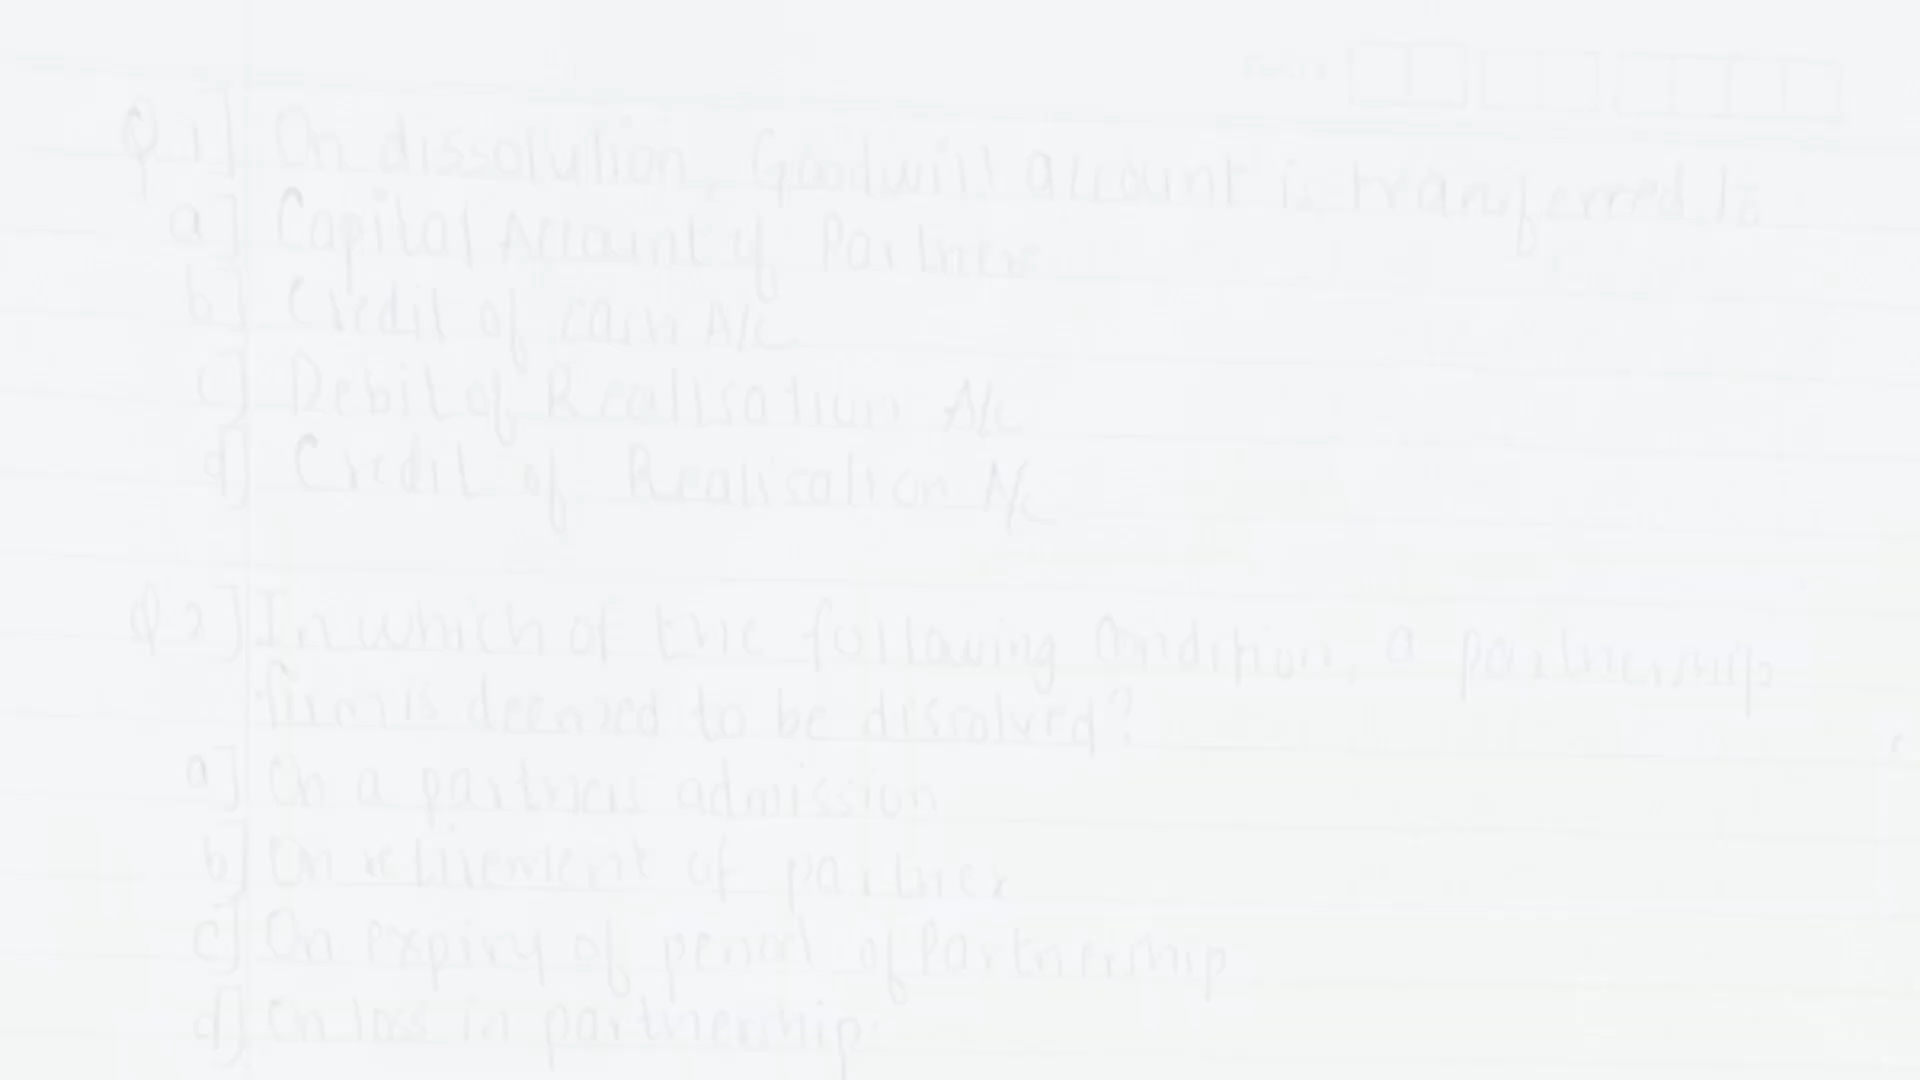 Q 1] On dissolution, Goodwill account is transferred to
a] Capital Account of Partners
b] Credit of cash A/c
c] Debit of Realisation A/c
d] Credit of Realisation A/c
Q 2] In which of the following condition, a partnership
firm is deemed to be dissolved?
a] On a partners admission
b] On retirement of partner
c] On expiry of period of Partnership
d] On loss in partnership